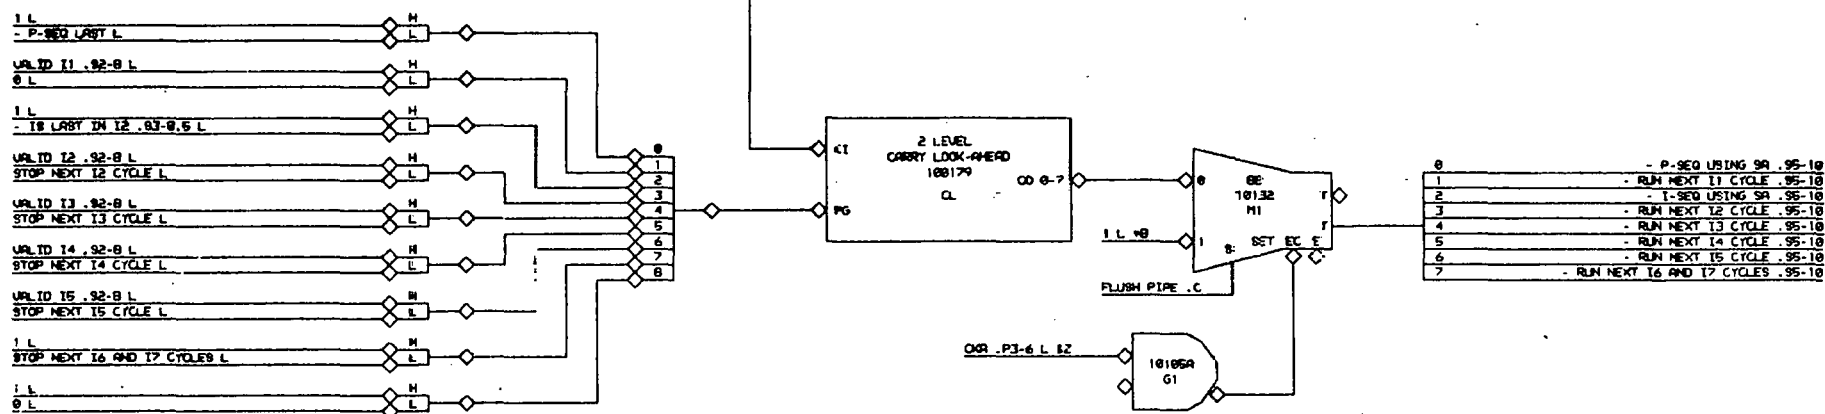 1 L
- P-SEQ LAST L
H
L
VALID I1 .92-8 L
0 L
H
L
1 L
- I8 LAST IN I2 .93-0.5 L
H
L
VALID I2 .92-8 L
STOP NEXT I2 CYCLE L
H
L
VALID I3 .92-8 L
STOP NEXT I3 CYCLE L
H
L
VALID I4 .92-8 L
STOP NEXT I4 CYCLE L
H
L
VALID I5 .92-8 L
STOP NEXT I5 CYCLE L
H
L
1 L
STOP NEXT I6 AND I7 CYCLES L
H
L
1 L
0 L
H
L
0
1
2
3
4
5
6
7
8
CI
PG
2 LEVEL
CARRY LOOK-AHEAD
100179
CL
CO 0-7
0
1
10132
M1
T
T
SET EC
1 L *8
FLUSH PIPE .C
CKR .P3-6 L
10105A
G1
0 - P-SEQ USING SA .95-10
1 - RUN NEXT I1 CYCLE .95-10
2 - I-SEQ USING SA .95-10
3 - RUN NEXT I2 CYCLE .95-10
4 - RUN NEXT I3 CYCLE .95-10
5 - RUN NEXT I4 CYCLE .95-10
6 - RUN NEXT I5 CYCLE .95-10
7 - RUN NEXT I6 AND I7 CYCLES .95-10